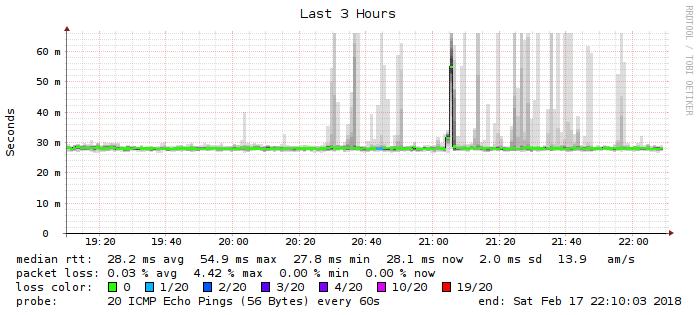 Last 3 Hours
RRDTOOL / TOBI OETIKER
Seconds
60 m
50 m
40 m
30 m
20 m
10 m
0
19:20 19:40 20:00 20:20 20:40 21:00 21:20 21:40 22:00
median rtt: 28.2 ms avg 54.9 ms max 27.8 ms min 28.1 ms now 2.0 ms sd 13.9 am/s
packet loss: 0.03 % avg 4.42 % max 0.00 % min 0.00 % now
loss color: 0 1/20 2/20 3/20 4/20 10/20 19/20
probe: 20 ICMP Echo Pings (56 Bytes) every 60s end: Sat Feb 17 22:10:03 2018